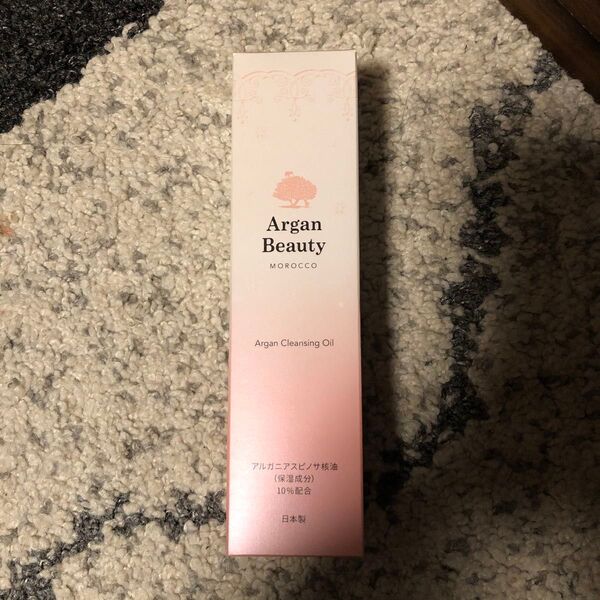 Argan
Beauty
MOROCCO
Argan Cleansing Oil
アルガニアスピノサ核油
(保湿成分)
10%配合
日本製